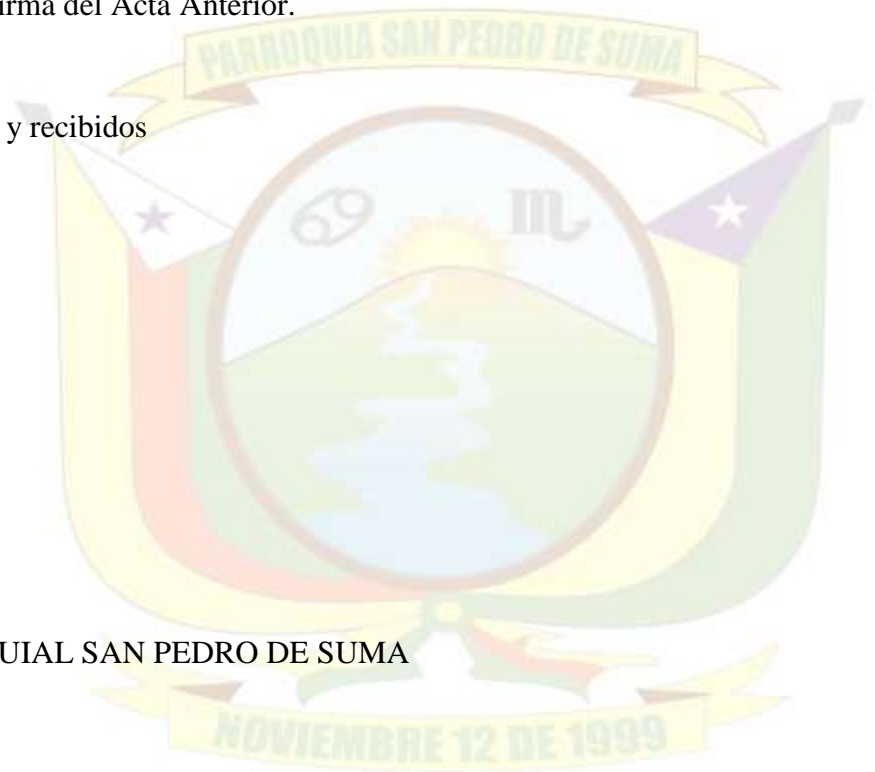 irma del Acta Anterior.
PARROQUIA SAN PEDRO DE SUMA
y recibidos
UIAL SAN PEDRO DE SUMA
NOVIEMBRE 12 DE 1999